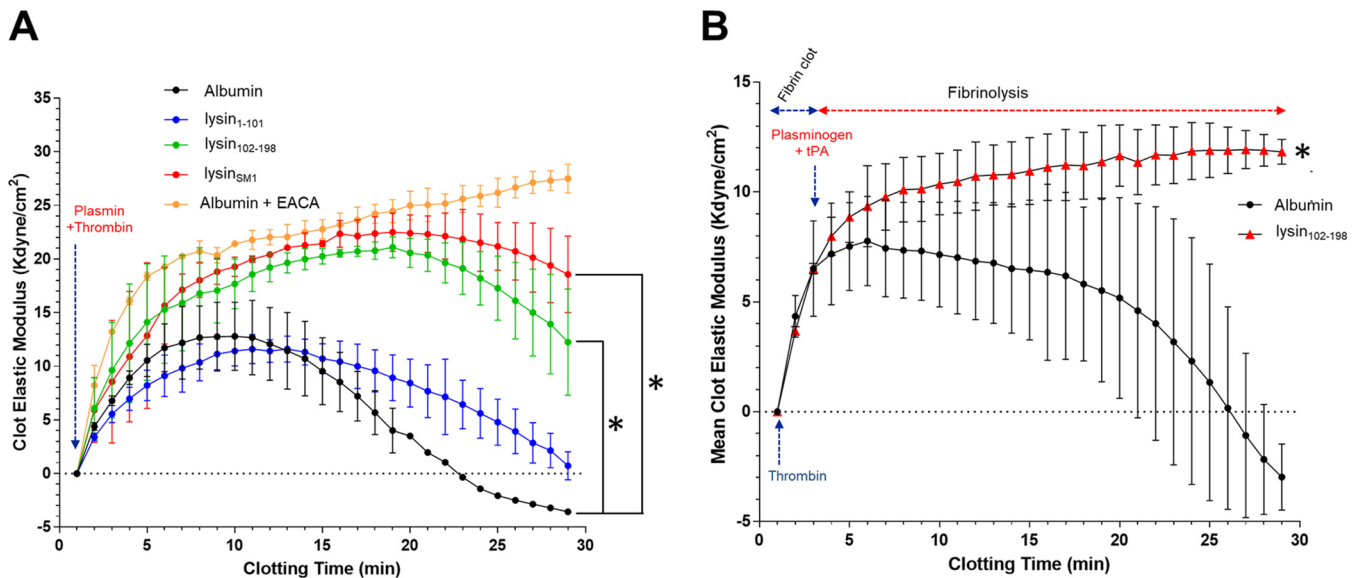 A
Clot Elastic Modulus (Kdyne/cm²)
35
30
25
20
15
10
5
0
-5
Albumin
lysin₁₋₁₀₁
lysin₁₀₂₋₁₉₈
lysin_SM1
Albumin + EACA
Plasmin
+Thrombin
*
*
0 5 10 15 20 25 30
Clotting Time (min)
B
Mean Clot Elastic Modulus (Kdyne/cm²)
15
10
5
0
-5
Fibrin clot
Fibrinolysis
Plasminogen
+ tPA
*
Albumin
lysin₁₀₂₋₁₉₈
Thrombin
0 5 10 15 20 25 30
Clotting Time (min)